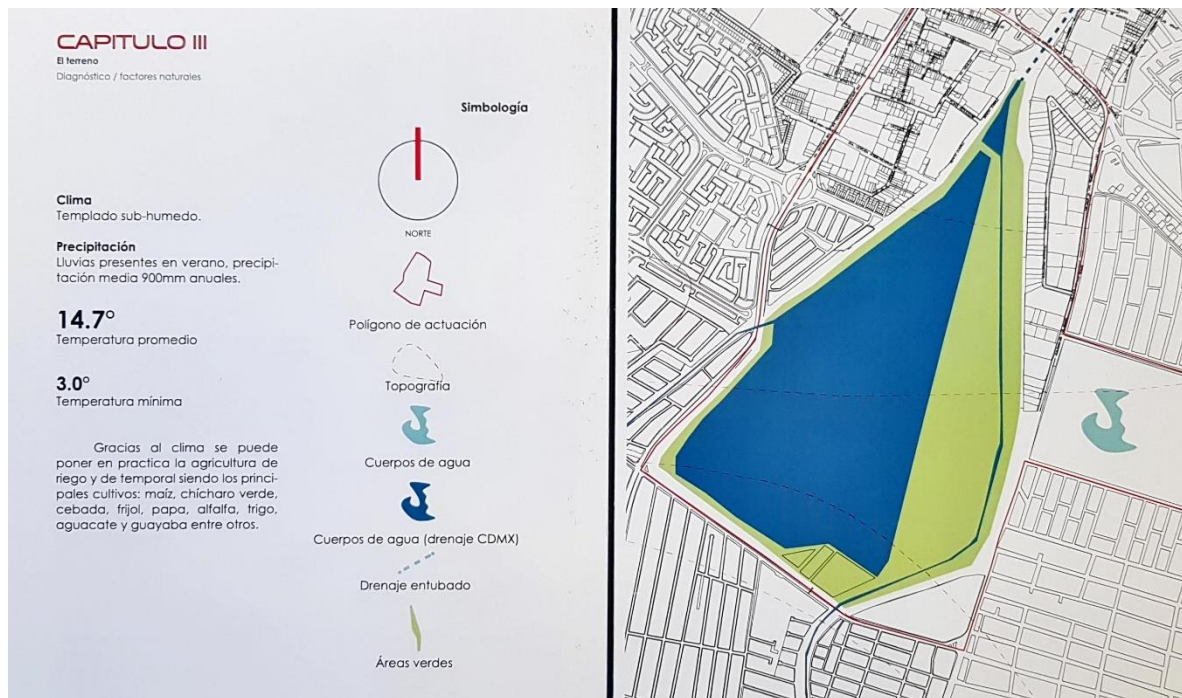 CAPITULO III
El terreno
Diagnóstico / factores naturales
Simbología
NORTE
Clima
Templado sub-humedo.
Precipitación
Lluvias presentes en verano, precipi-
tación media 900mm anuales.
14.7°
Temperatura promedio
3.0°
Temperatura mínima
Gracias al clima se puede
poner en practica la agricultura de
riego y de temporal siendo los princi-
pales cultivos: maíz, chícharo verde,
cebada, frijol, papa, alfalfa, trigo,
aguacate y guayaba entre otros.
Polígono de actuación
Topografía
Cuerpos de agua
Cuerpos de agua (drenaje CDMX)
Drenaje entubado
Áreas verdes